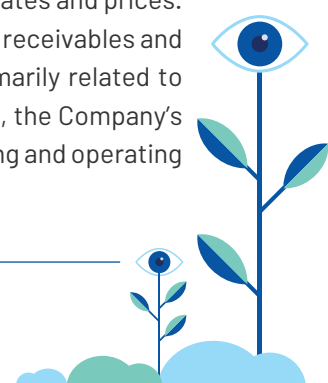 ates and prices.
receivables and
marily related to
, the Company's
ng and operating